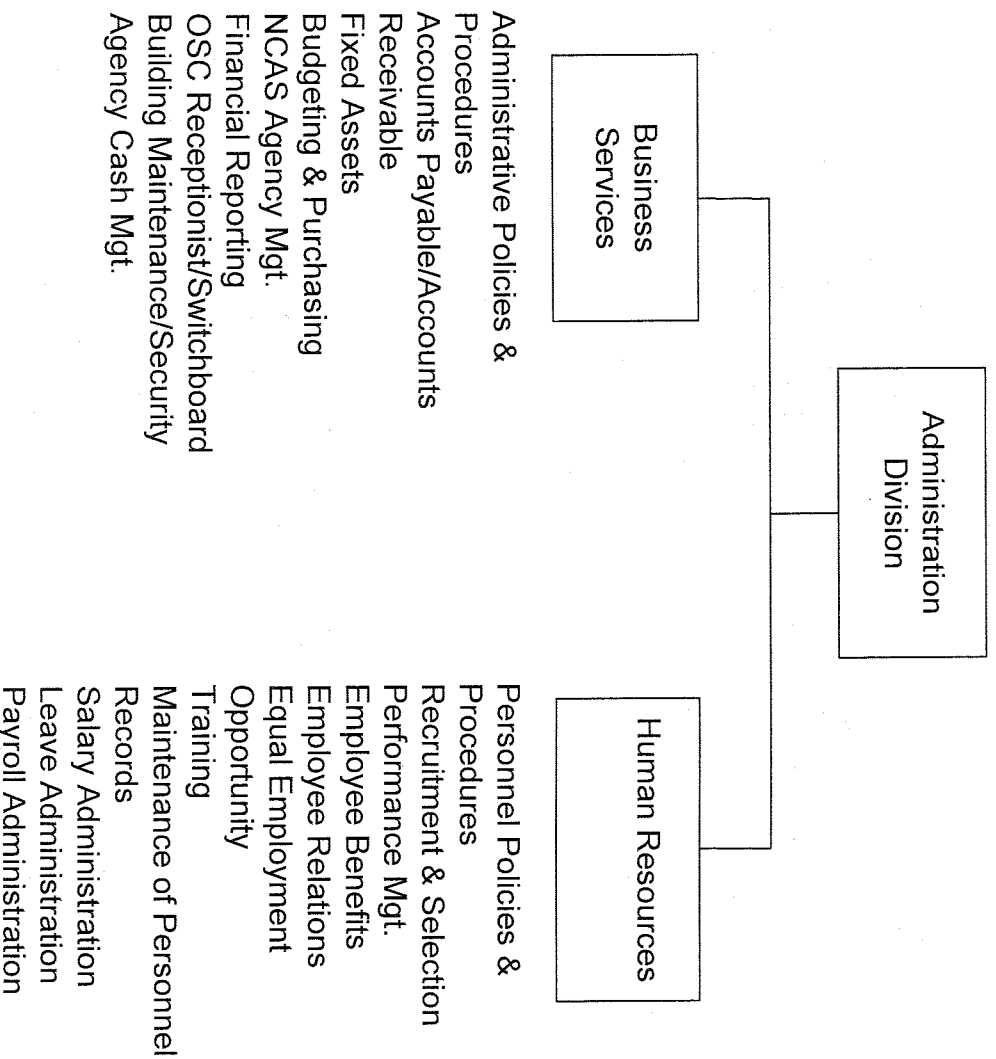 Administration
Division
Business
Services
Human Resources
Administrative Policies &
Procedures
Accounts Payable/Accounts
Receivable
Fixed Assets
Budgeting & Purchasing
NCAS Agency Mgt.
Financial Reporting
OSC Receptionist/Switchboard
Building Maintenance/Security
Agency Cash Mgt.
Personnel Policies &
Procedures
Recruitment & Selection
Performance Mgt.
Employee Benefits
Employee Relations
Equal Employment
Opportunity
Training
Maintenance of Personnel
Records
Salary Administration
Leave Administration
Payroll Administration